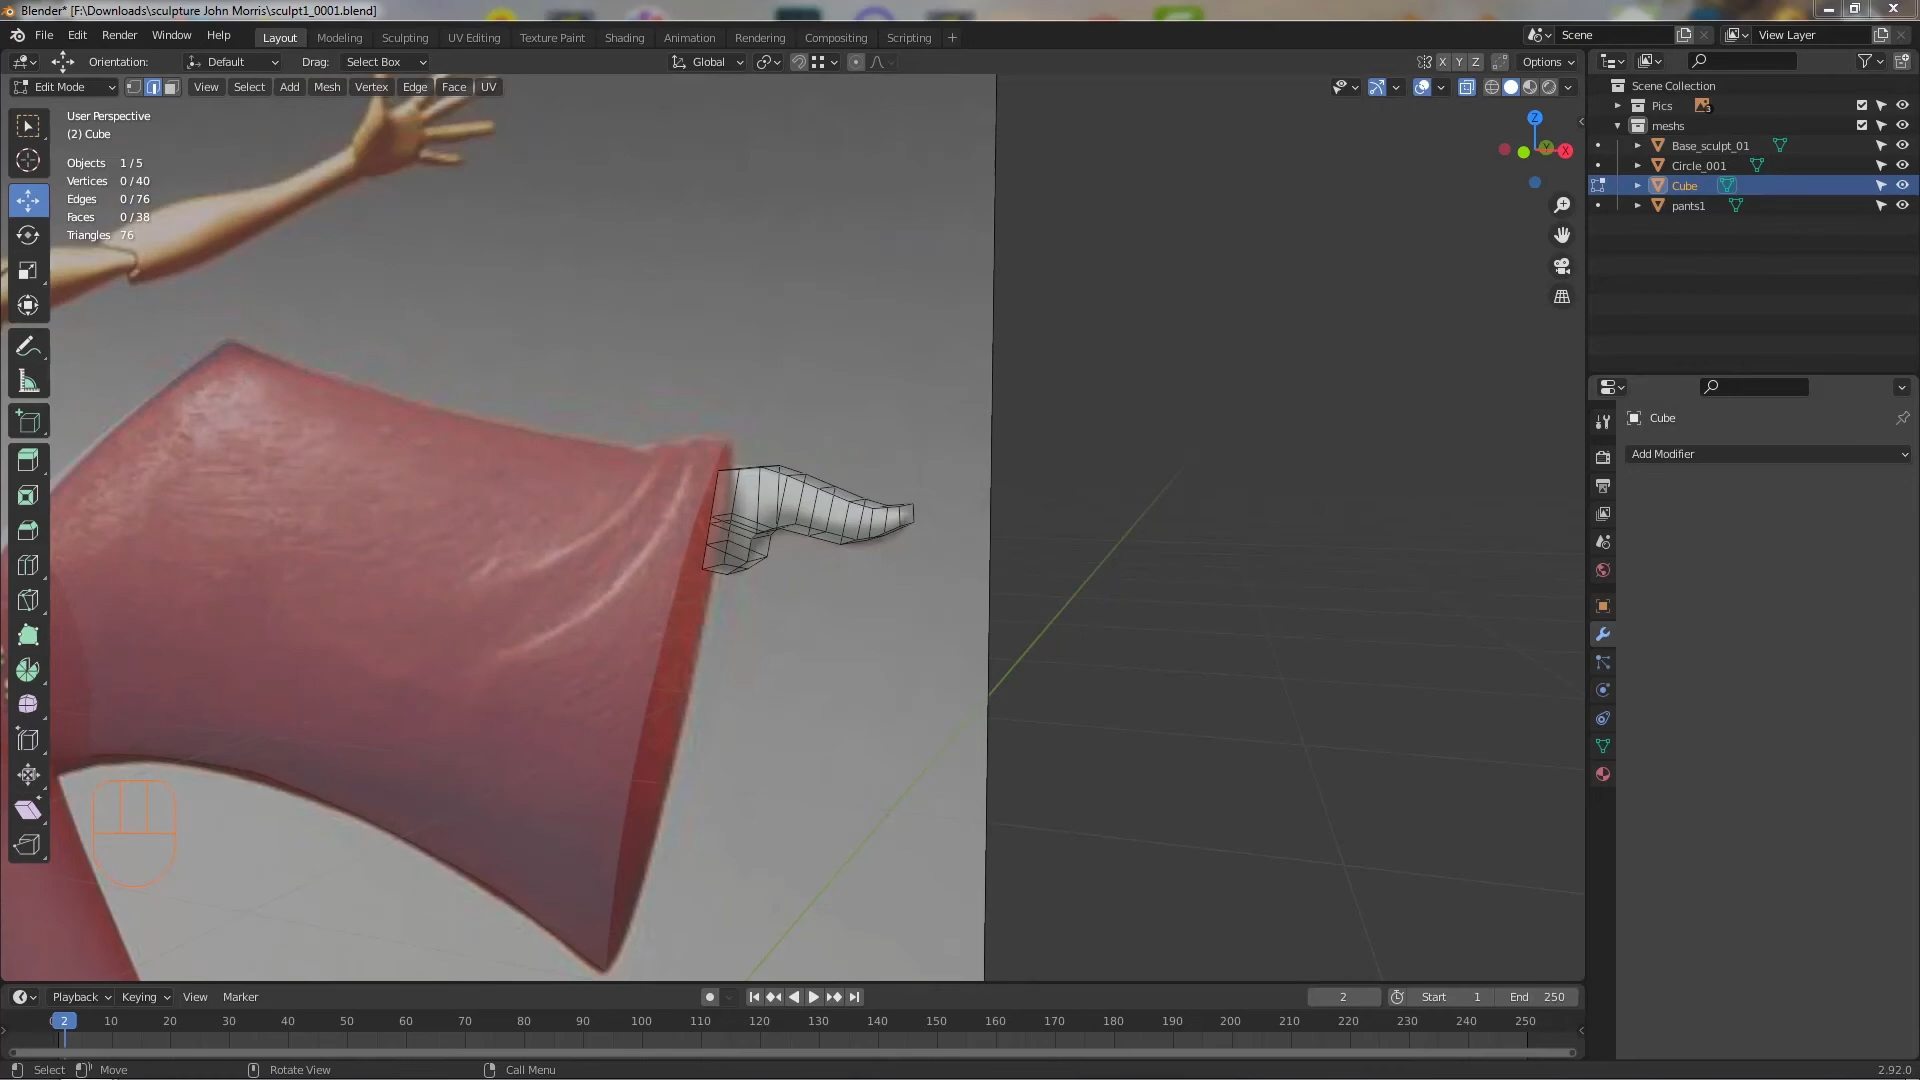 Blender* [F:\Downloads\sculpture John Morris\sculpt1_0001.blend]
File Edit Render Window Help Layout Modeling Sculpting UV Editing Texture Paint Shading Animation Rendering Compositing Scripting + Scene View Layer
Orientation: Default Drag: Select Box Global X Y Z Options
Edit Mode View Select Add Mesh Vertex Edge Face UV
User Perspective
(2) Cube
Objects 1 / 5
Vertices 0 / 40
Edges 0 / 76
Faces 0 / 38
Triangles 76
Z
Y
X
Scene Collection
Pics 3
meshs
Base_sculpt_01
Circle_001
Cube
pants1
Cube
Add Modifier
Playback Keying View Marker 2 Start 1 End 250
2 10 20 30 40 50 60 70 80 90 100 110 120 130 140 150 160 170 180 190 200 210 220 230 240 250
Select Move Rotate View Call Menu 2.92.0